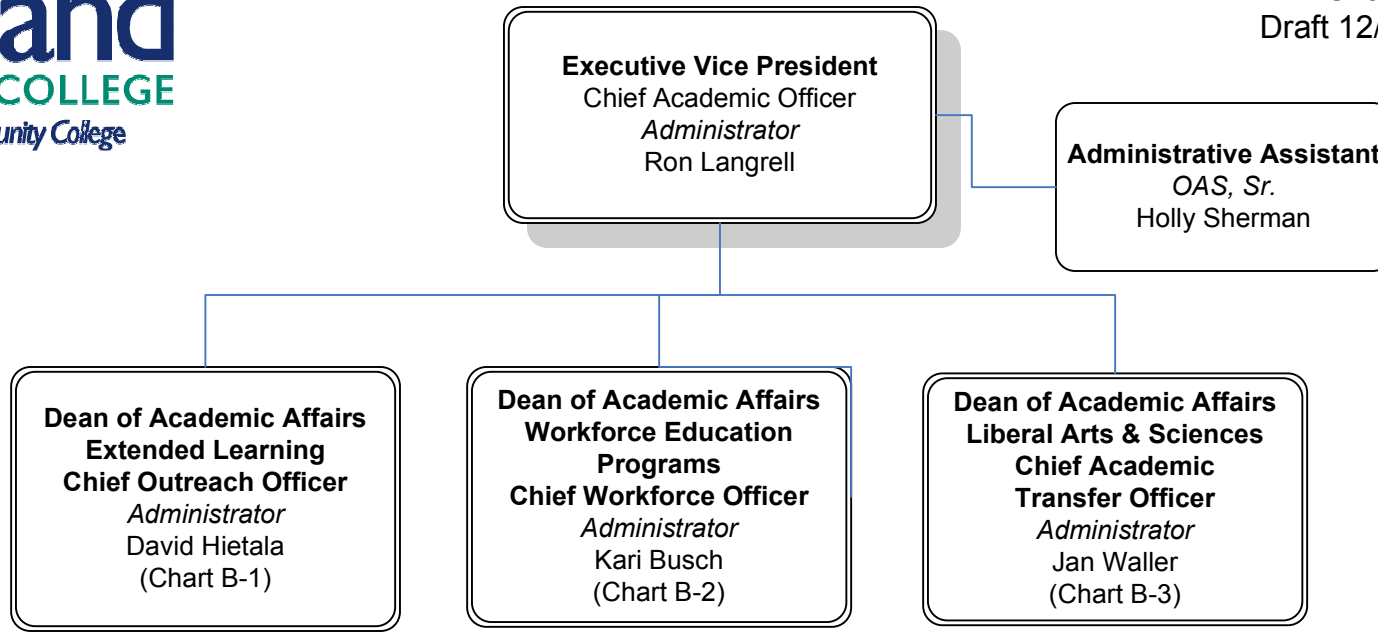 and
COLLEGE
unity College
Draft 12/
Executive Vice President
Chief Academic Officer
Administrator
Ron Langrell
Administrative Assistant
OAS, Sr.
Holly Sherman
Dean of Academic Affairs
Extended Learning
Chief Outreach Officer
Administrator
David Hietala
(Chart B-1)
Dean of Academic Affairs
Workforce Education
Programs
Chief Workforce Officer
Administrator
Kari Busch
(Chart B-2)
Dean of Academic Affairs
Liberal Arts & Sciences
Chief Academic
Transfer Officer
Administrator
Jan Waller
(Chart B-3)